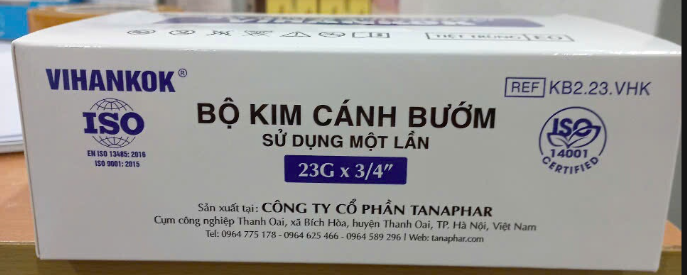 TIỆT TRÙNG EO
VIHANKOK®
REF KB2.23.VHK
ISO
EN ISO 13485: 2016
ISO 9001: 2015
BỘ KIM CÁNH BƯỚM
SỬ DỤNG MỘT LẦN
23G x 3/4"
ISO
14001
CERTIFIED
Sản xuất tại: CÔNG TY CỔ PHẦN TANAPHAR
Cụm công nghiệp Thanh Oai, xã Bích Hòa, huyện Thanh Oai, TP. Hà Nội, Việt Nam
Tel: 0964 775 178 - 0964 625 466 - 0964 589 296 I Web: tanaphar.com